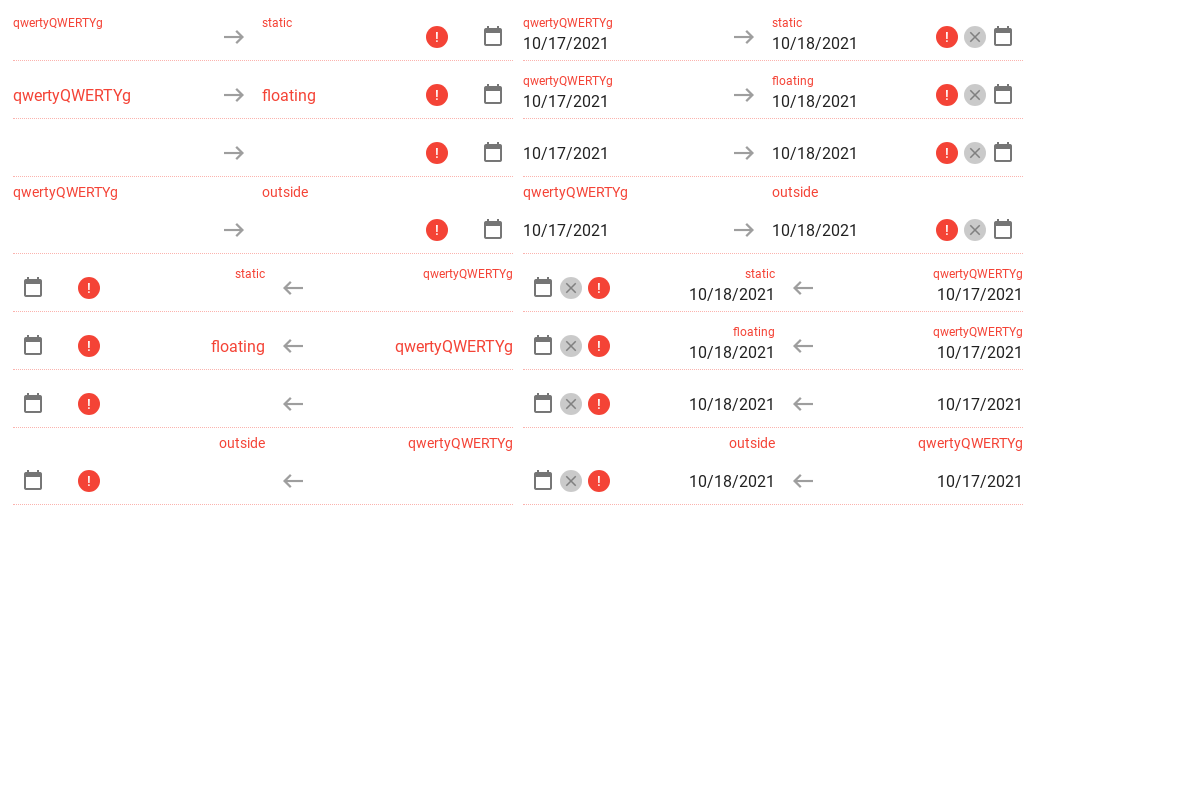 qwertyQWERTYg static qwertyQWERTYg static
10/17/2021 10/18/2021
qwertyQWERTYg floating qwertyQWERTYg floating
10/17/2021 10/18/2021
10/17/2021 10/18/2021
qwertyQWERTYg outside qwertyQWERTYg outside
10/17/2021 10/18/2021
static qwertyQWERTYg static qwertyQWERTYg
10/18/2021 10/17/2021
floating qwertyQWERTYg floating qwertyQWERTYg
10/18/2021 10/17/2021
10/18/2021 10/17/2021
outside qwertyQWERTYg outside qwertyQWERTYg
10/18/2021 10/17/2021